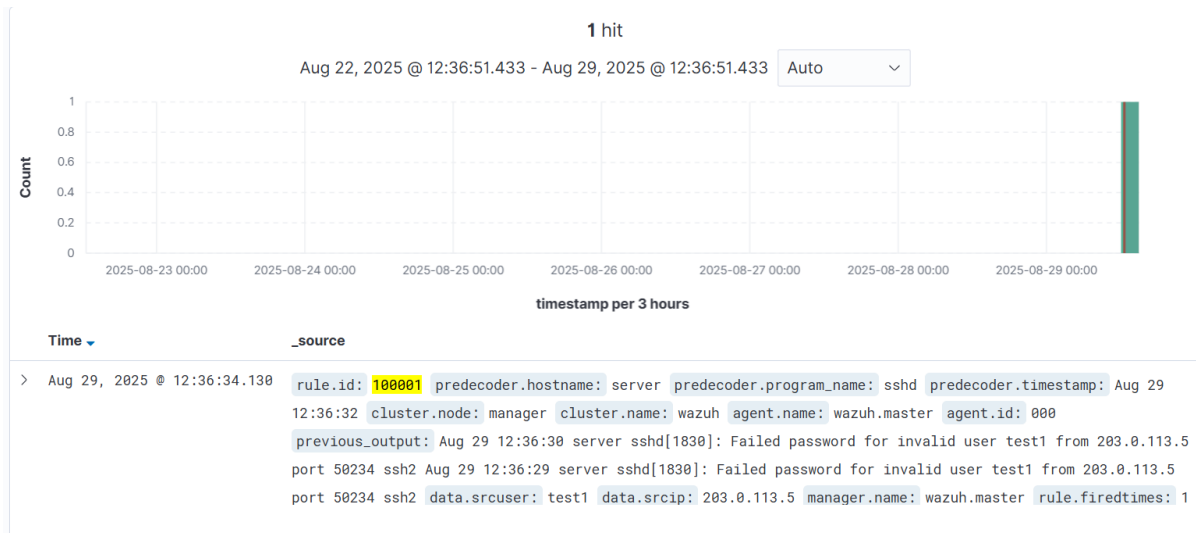 1 hit
Aug 22, 2025 @ 12:36:51.433 - Aug 29, 2025 @ 12:36:51.433 Auto
1
0.8
0.6
0.4
0.2
0
Count
2025-08-23 00:00 2025-08-24 00:00 2025-08-25 00:00 2025-08-26 00:00 2025-08-27 00:00 2025-08-28 00:00 2025-08-29 00:00
timestamp per 3 hours
Time _source
Aug 29, 2025 @ 12:36:34.130 rule.id: 100001 predecoder.hostname: server predecoder.program_name: sshd predecoder.timestamp: Aug 29
12:36:32 cluster.node: manager cluster.name: wazuh agent.name: wazuh.master agent.id: 000
previous_output: Aug 29 12:36:30 server sshd[1830]: Failed password for invalid user test1 from 203.0.113.5
port 50234 ssh2 Aug 29 12:36:29 server sshd[1830]: Failed password for invalid user test1 from 203.0.113.5
port 50234 ssh2 data.srcuser: test1 data.srcip: 203.0.113.5 manager.name: wazuh.master rule.firedtimes: 1